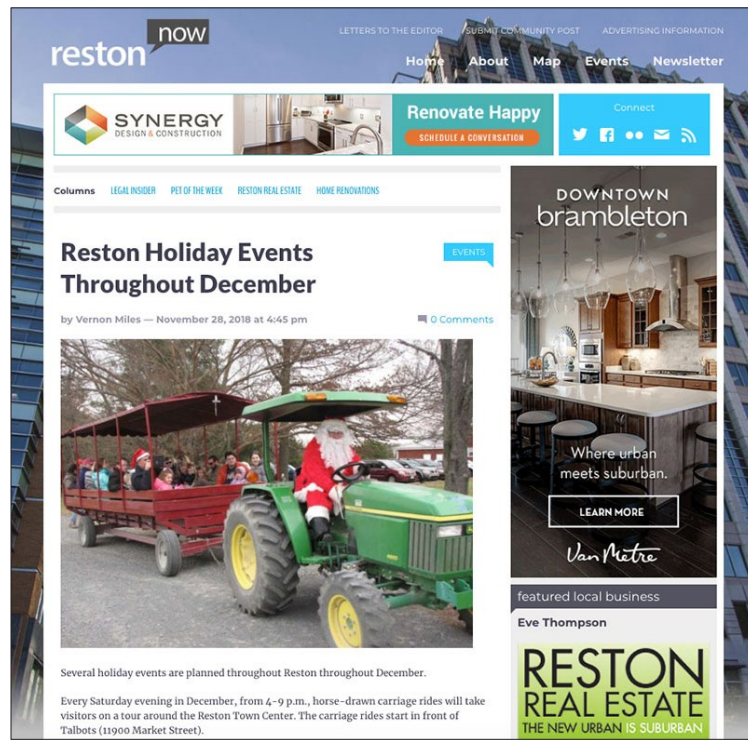 reston now
LETTERS TO THE EDITOR
SUBMIT COMMUNITY POST
ADVERTISING INFORMATION
Home
About
Map
Events
Newsletter
SYNERGY
DESIGN & CONSTRUCTION
Renovate Happy
SCHEDULE A CONVERSATION
Connect
Columns
LEGAL INSIDER
PET OF THE WEEK
RESTON REAL ESTATE
HOME RENOVATIONS
Reston Holiday Events
Throughout December
EVENTS
by Vernon Miles — November 28, 2018 at 4:45 pm
0 Comments
Several holiday events are planned throughout Reston throughout December.
Every Saturday evening in December, from 4-9 p.m., horse-drawn carriage rides will take
visitors on a tour around the Reston Town Center. The carriage rides start in front of
Talbots (11900 Market Street).
DOWNTOWN
brambleton
Where urban
meets suburban.
LEARN MORE
Van Metre
featured local business
Eve Thompson
RESTON
REAL ESTATE
THE NEW URBAN IS SUBURBAN